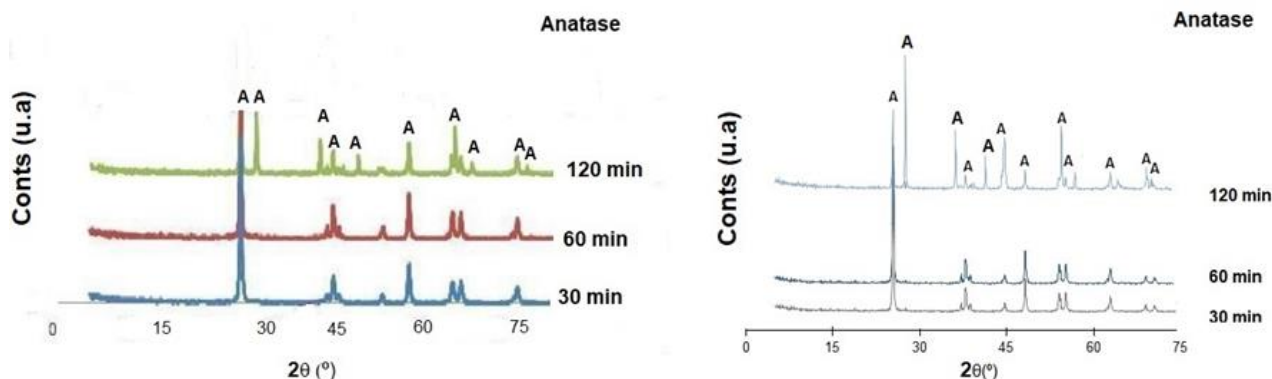 Anatase
Conts (u.a)
A A A A A A A A A A
120 min
60 min
30 min
0 15 30 45 60 75
2θ (º)
Anatase
Conts (u.a)
A A A A A A A A A A A A
120 min
60 min
30 min
0 15 30 45 60 75
2θ(º)